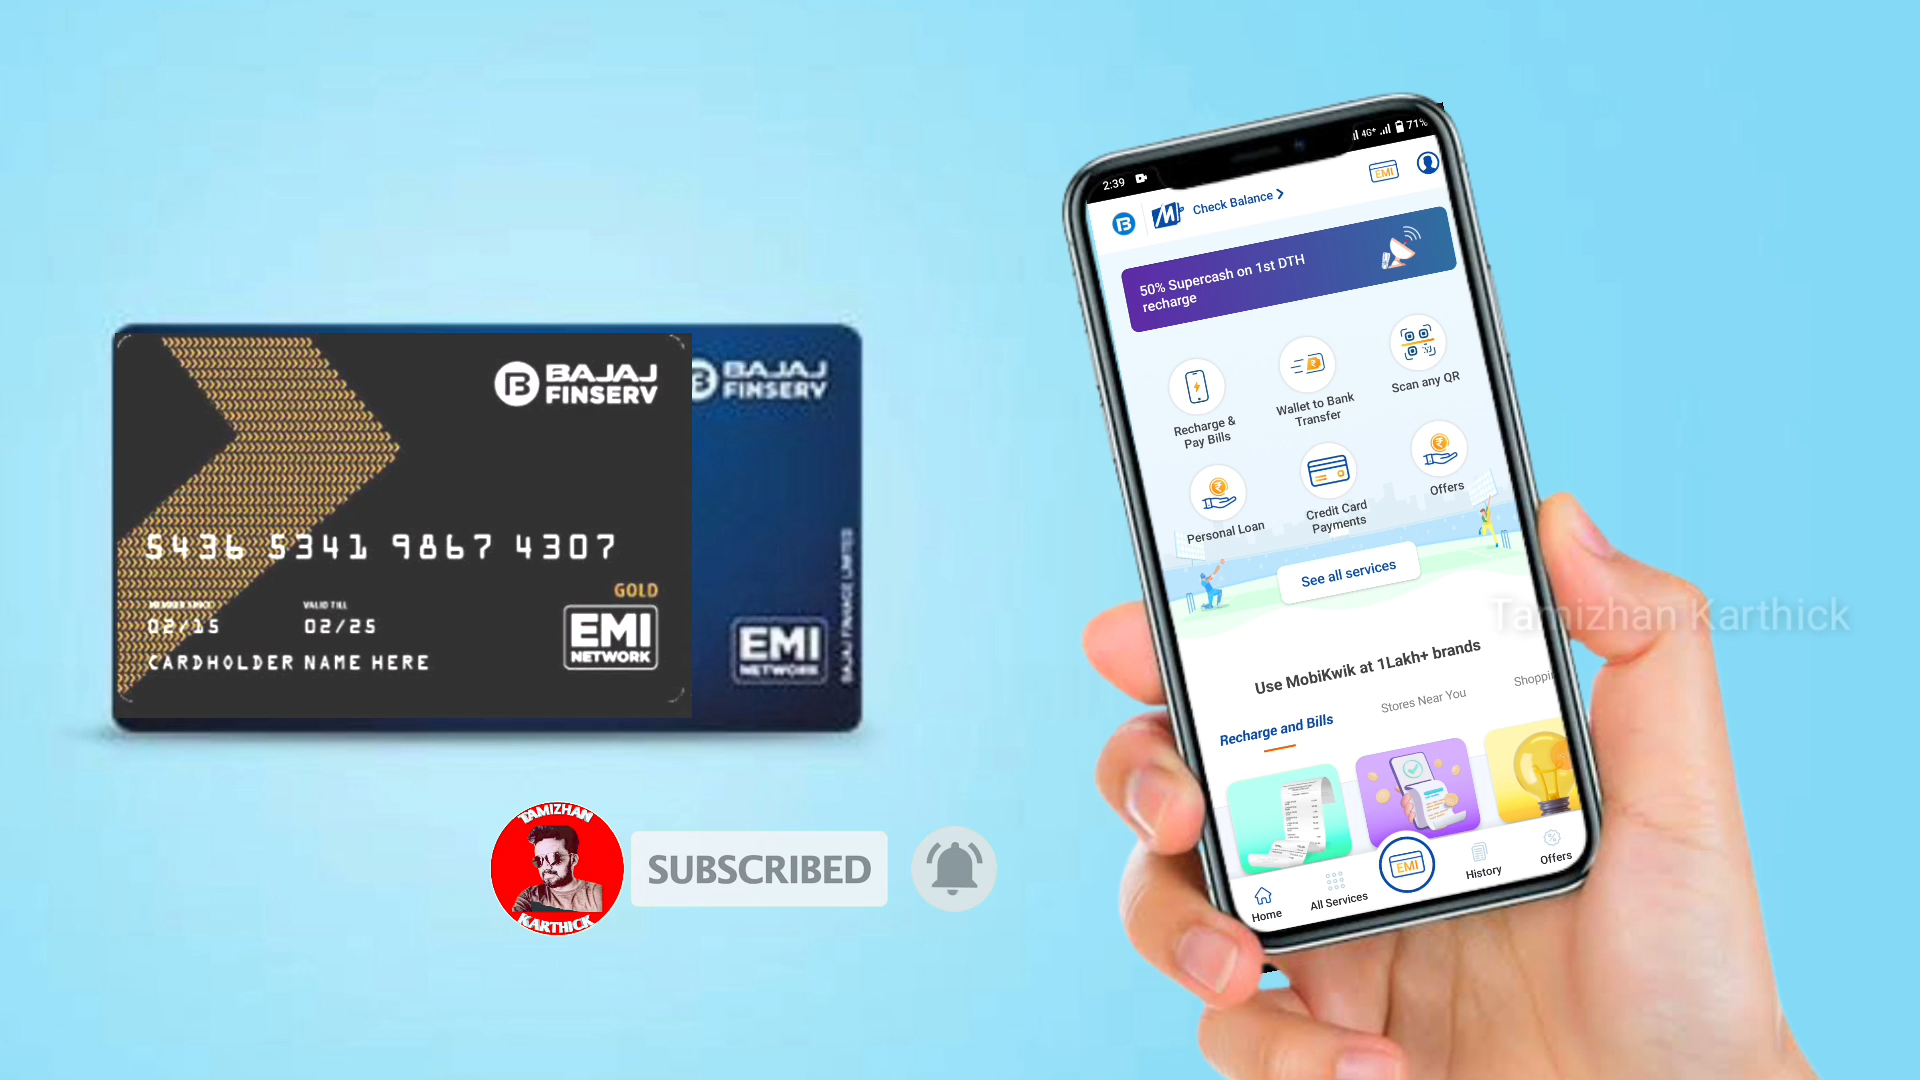 BAJAJ
FINSERV
5436 5341 9867 4307
GOLD
MEMBER SINCE
VALID TILL
02/15
02/25
CARDHOLDER NAME HERE
EMI
NETWORK
BAJAJ
FINSERV
EMI
NETWORK
BAJAJ FINANCE LIMITED
TAMIZHAN
KARTHICK
SUBSCRIBED
2:39
4G+
71%
Check Balance
EMI
50% Supercash on 1st DTH
recharge
Recharge &
Pay Bills
Wallet to Bank
Transfer
Scan any QR
Personal Loan
Credit Card
Payments
Offers
See all services
Use MobiKwik at 1Lakh+ brands
Recharge and Bills
Stores Near You
Shoppi
Home
All Services
EMI
History
Offers
Tamizhan Karthick